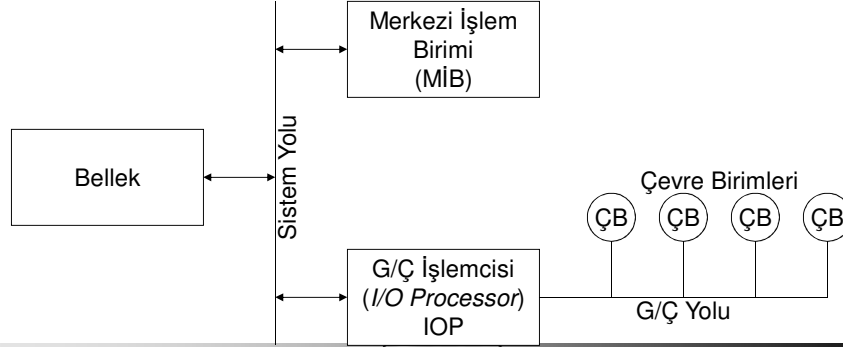 Merkezi İşlem
Birimi
(MİB)
Bellek
Sistem Yolu
Çevre Birimleri
ÇB ÇB ÇB ÇB
G/Ç İşlemcisi
(I/O Processor)
IOP
G/Ç Yolu